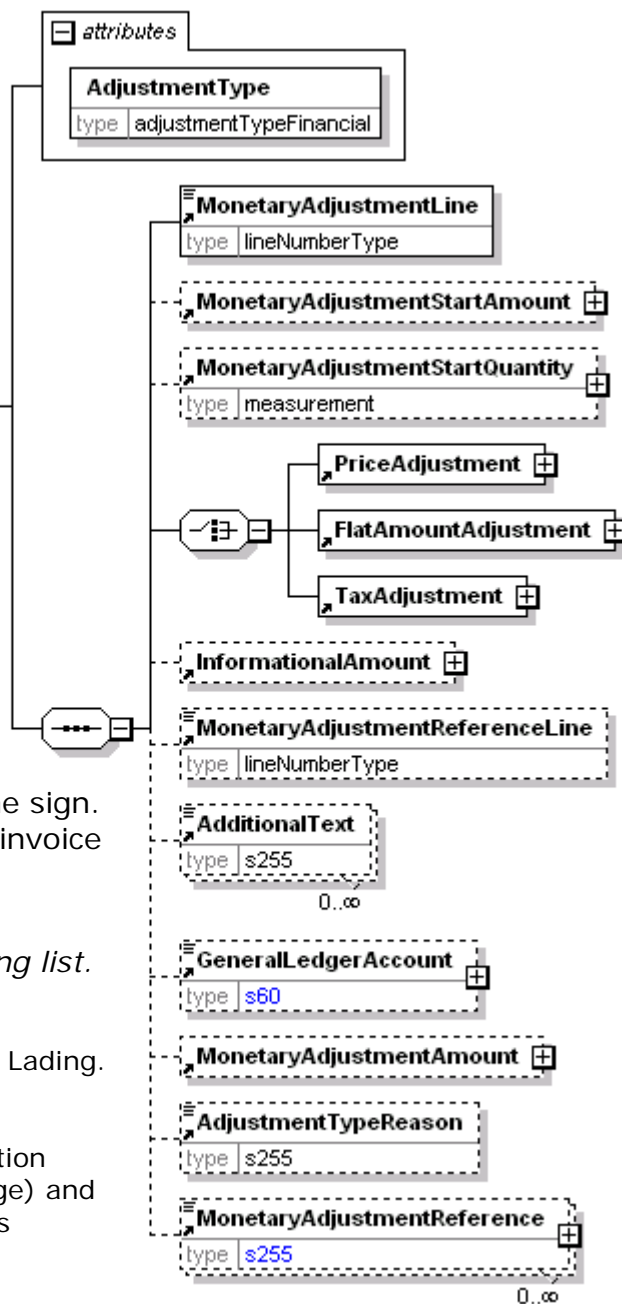 attributes
AdjustmentType
type adjustmentTypeFinancial
MonetaryAdjustmentLine
type lineNumberType
MonetaryAdjustmentStartAmount
MonetaryAdjustmentStartQuantity
type measurement
PriceAdjustment
FlatAmountAdjustment
TaxAdjustment
InformationalAmount
MonetaryAdjustmentReferenceLine
type lineNumberType
e sign.
invoice
AdditionalText
type s255
0..∞
ng list.
GeneralLedgerAccount
type s60
Lading.
MonetaryAdjustmentAmount
AdjustmentTypeReason
type s255
tion
ge) and
s
MonetaryAdjustmentReference
type s255
0..∞